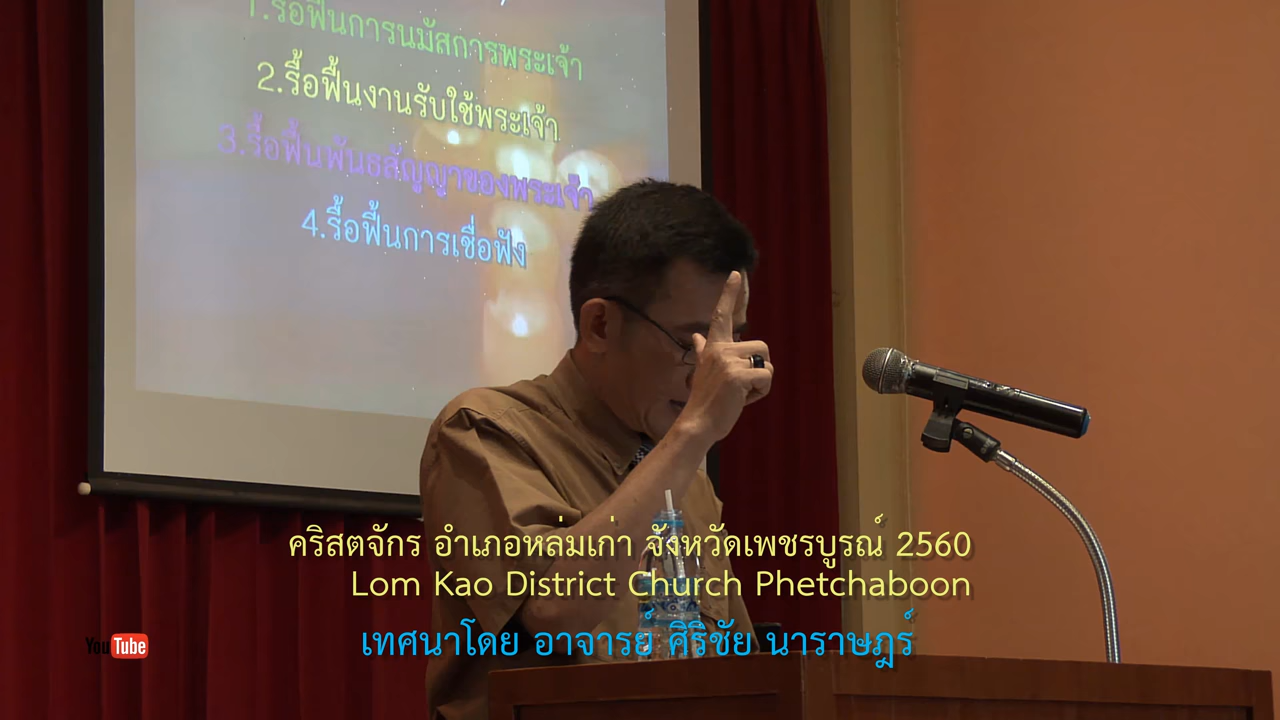 1.รื้อฟื้นการนมัสการพระเจ้า
2.รื้อฟื้นงานรับใช้พระเจ้า
3.รื้อฟื้นพันธสัญญาของพระเจ้า
4.รื้อฟื้นการเชื่อฟัง
คริสตจักร อำเภอหล่มเก่า จังหวัดเพชรบูรณ์ 2560
Lom Kao District Church Phetchaboon
เทศนาโดย อาจารย์ ศิริชัย นาราษฎร์
YouTube